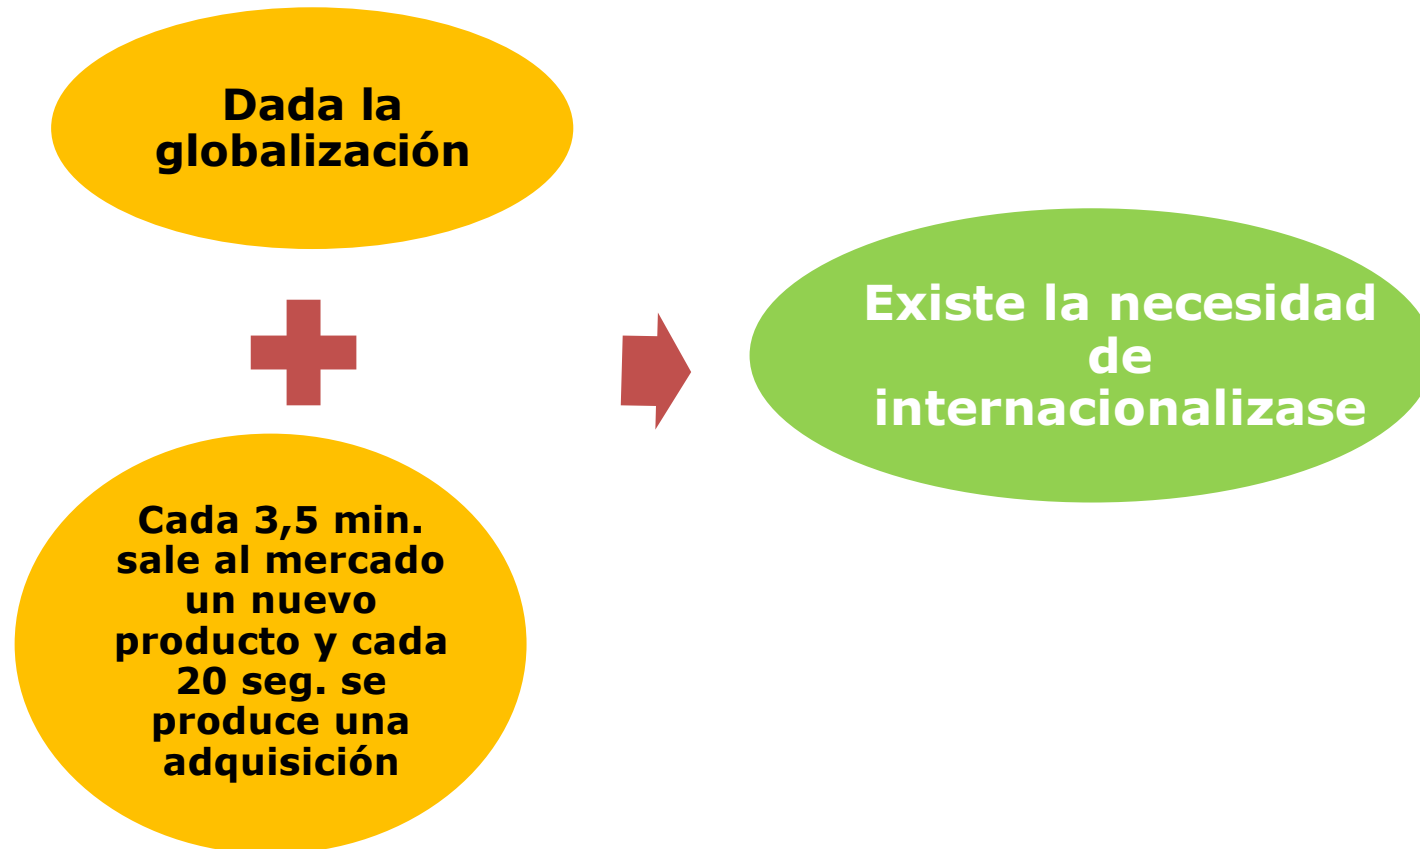 Dada la
globalización
Cada 3,5 min.
sale al mercado
un nuevo
producto y cada
20 seg. se
produce una
adquisición
Existe la necesidad
de
internacionalizase